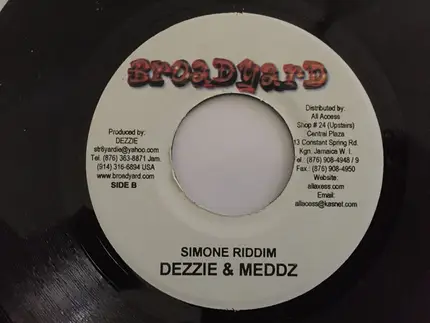 BROADYARD
Produced by:
DEZZIE
str8yardie@yahoo.com
Tel. (876) 363-8871 Jam.
(914) 316-6894 USA
www.broadyard.com
SIDE B
Distributed by:
All Access
Shop # 24 (Upstairs)
Central Plaza
13 Constant Spring Rd.
Kgn. Jamaica W. I.
Tel: (876) 908-4948 / 9
Fax.: (876) 908-4950
Website:
allaxess.com
Email:
allaccess@kasnet.com
SIMONE RIDDIM
DEZZIE & MEDDZ